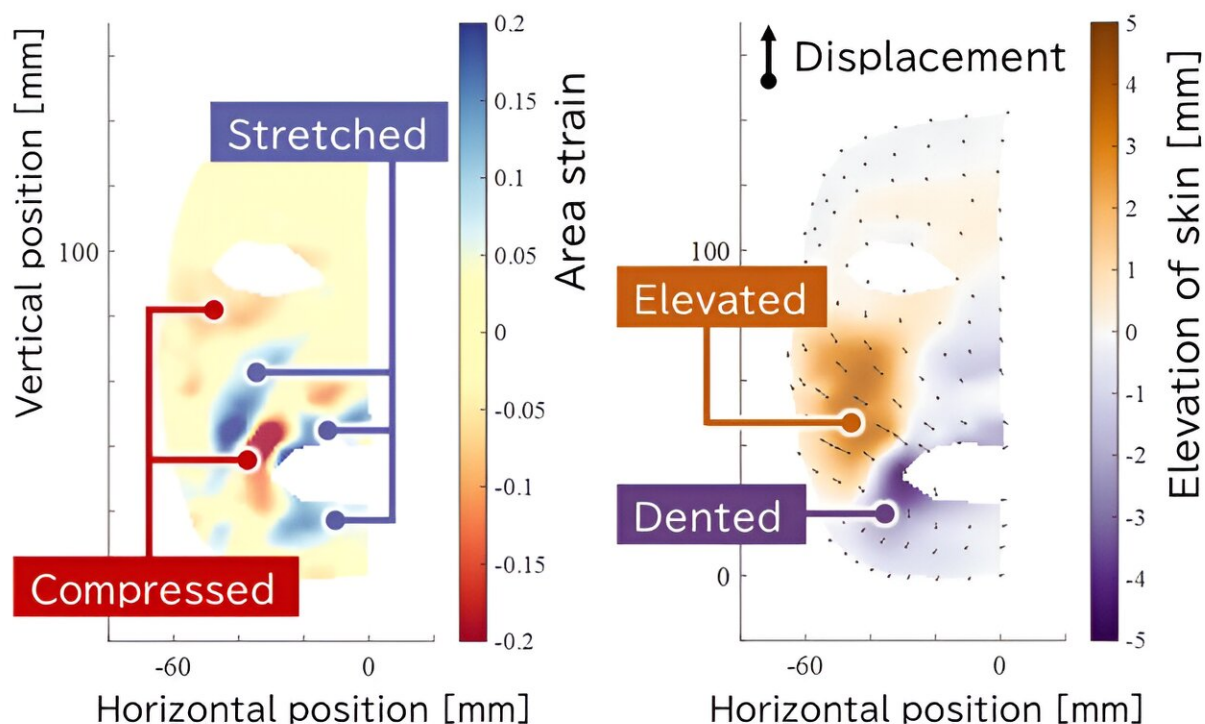 Vertical position [mm]
100
Stretched
Compressed
-60
0
Horizontal position [mm]
0.2
0.15
0.1
0.05
0
-0.05
-0.1
-0.15
-0.2
Area strain
Displacement
100
0
Elevated
Dented
-60
0
Horizontal position [mm]
5
4
3
2
1
0
-1
-2
-3
-4
-5
Elevation of skin [mm]